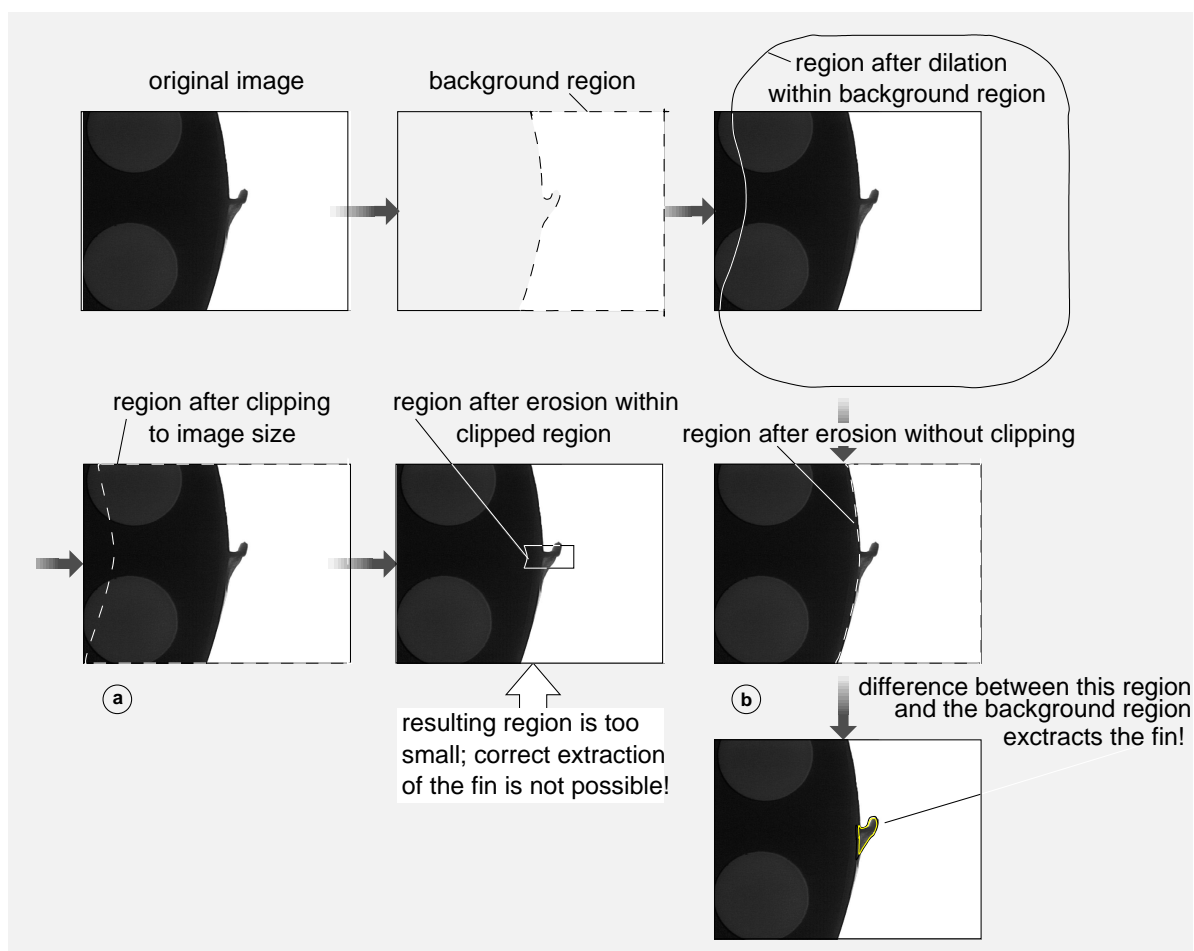 original image
background region
region after dilation
within background region
region after clipping
to image size
region after erosion within
clipped region
region after erosion without clipping
a
resulting region is too
small; correct extraction
of the fin is not possible!
b
difference between this region
and the background region
exctracts the fin!